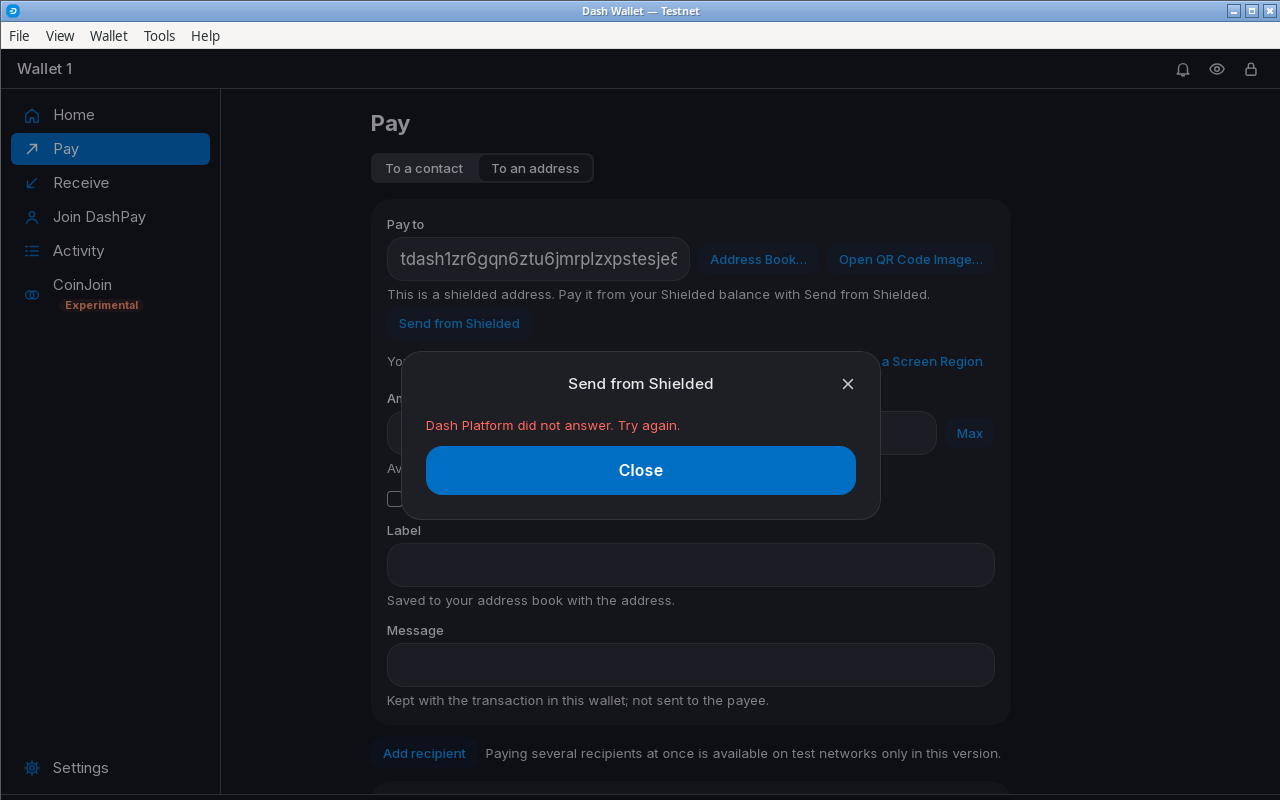 Dash Wallet — Testnet
File View Wallet Tools Help
Wallet 1
Home
Pay
Receive
Join DashPay
Activity
CoinJoin
Experimental
Settings
Pay
To a contact To an address
Pay to
tdash1zr6gqn6ztu6jmrplzxpstesje8 Address Book... Open QR Code Image...
This is a shielded address. Pay it from your Shielded balance with Send from Shielded.
Send from Shielded
a Screen Region
Send from Shielded
Dash Platform did not answer. Try again.
Close
Max
Label
Saved to your address book with the address.
Message
Kept with the transaction in this wallet; not sent to the payee.
Add recipient Paying several recipients at once is available on test networks only in this version.